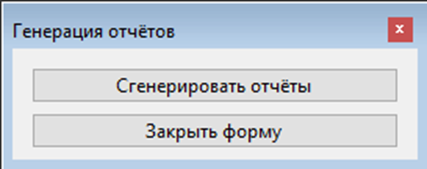 Генерация отчётов
x
Сгенерировать отчёты
Закрыть форму